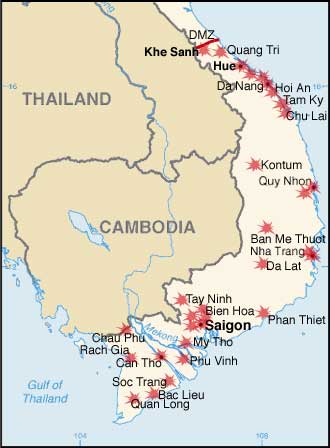 DMZ
Khe Sanh
Quang Tri
Hue
16
16
Da Nang
Hoi An
THAILAND
Tam Ky
Chu Lai
Kontum
Quy Nhon
CAMBODIA
Ban Me Thuot
Nha Trang
Da Lat
Tay Ninh
Bien Hoa
Phan Thiet
Saigon
Mekong
Chau Phu
My Tho
Rach Gia
Can Tho
Phu Vinh
Gulf of
Thailand
Soc Trang
Bac Lieu
Quan Long
104
108